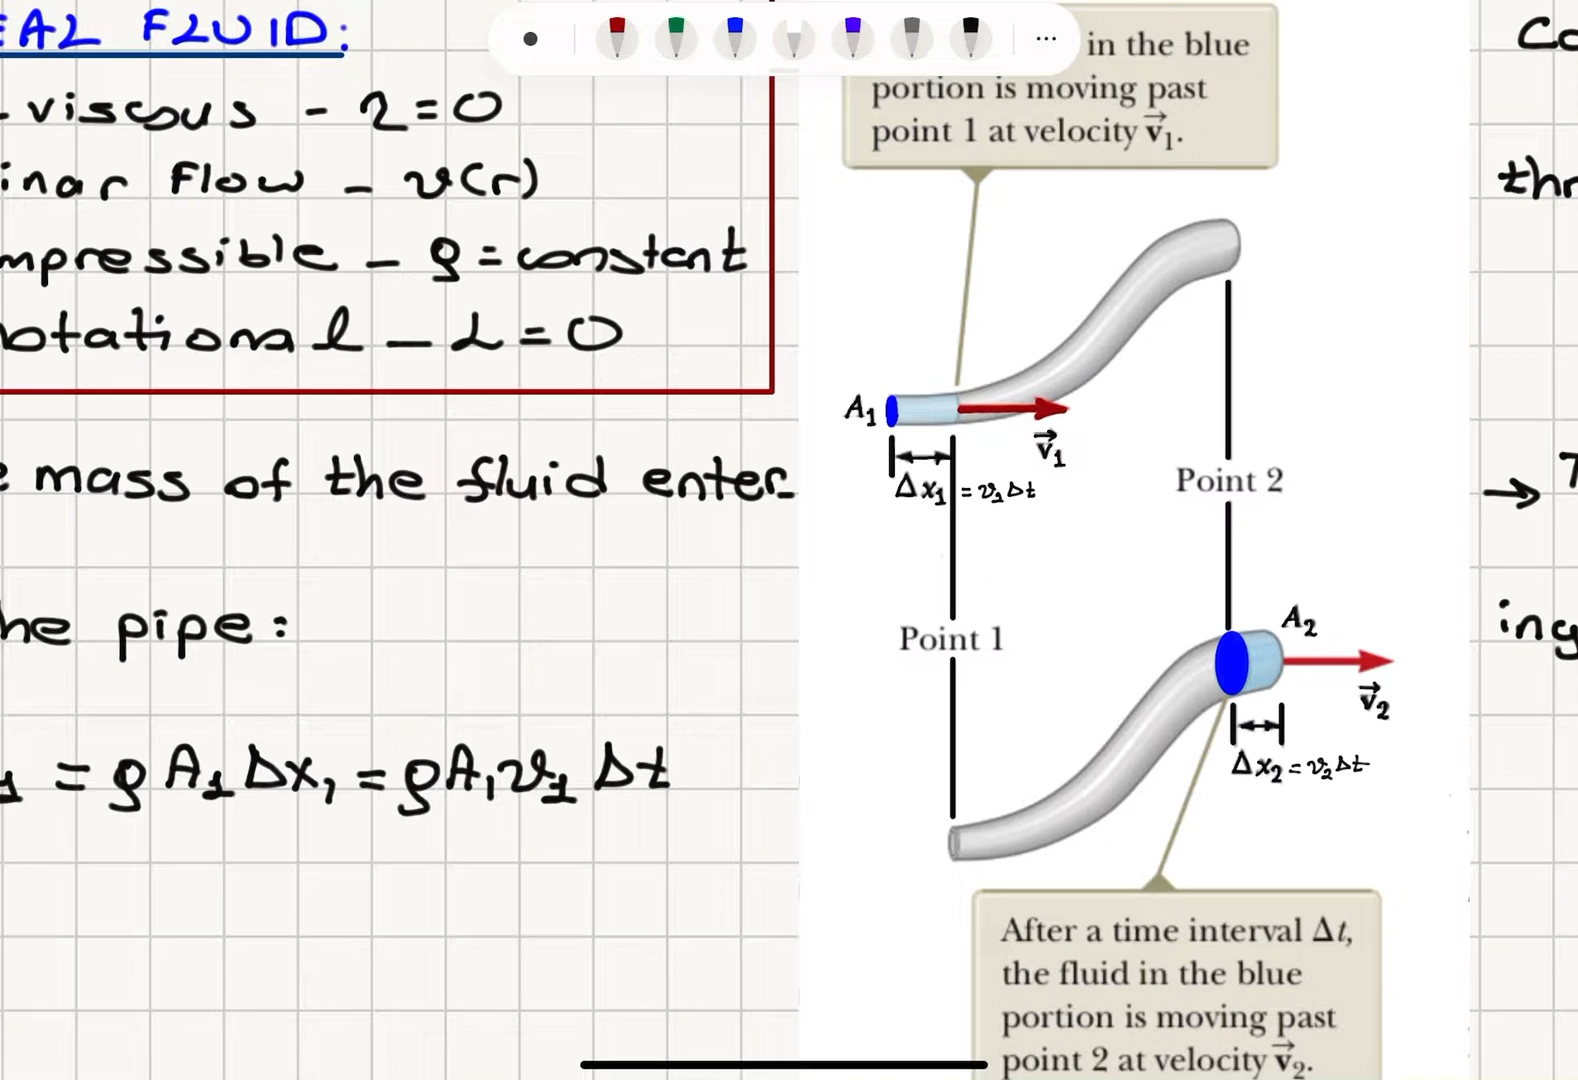 EAL FLUID:
- viscous - η=0
inar flow - v(r)
mpressible - ρ=constant
rotational - L=0
e mass of the fluid enter-
he pipe:
1 = ρA₁Δx₁ = ρA₁v₁Δt
in the blue
portion is moving past
point 1 at velocity v⃗₁.
A₁
v⃗₁
Δx₁ = v₁Δt
Point 2
Point 1
A₂
v⃗₂
Δx₂ = v₂Δt
After a time interval Δt,
the fluid in the blue
portion is moving past
point 2 at velocity v⃗₂.
Co
thr
→ T
ing